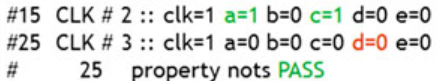 #15 CLK # 2 :: clk=1 a=1 b=0 c=1 d=0 e=0
#25 CLK # 3 :: clk=1 a=0 b=0 c=0 d=0 e=0
# 25 property nots PASS